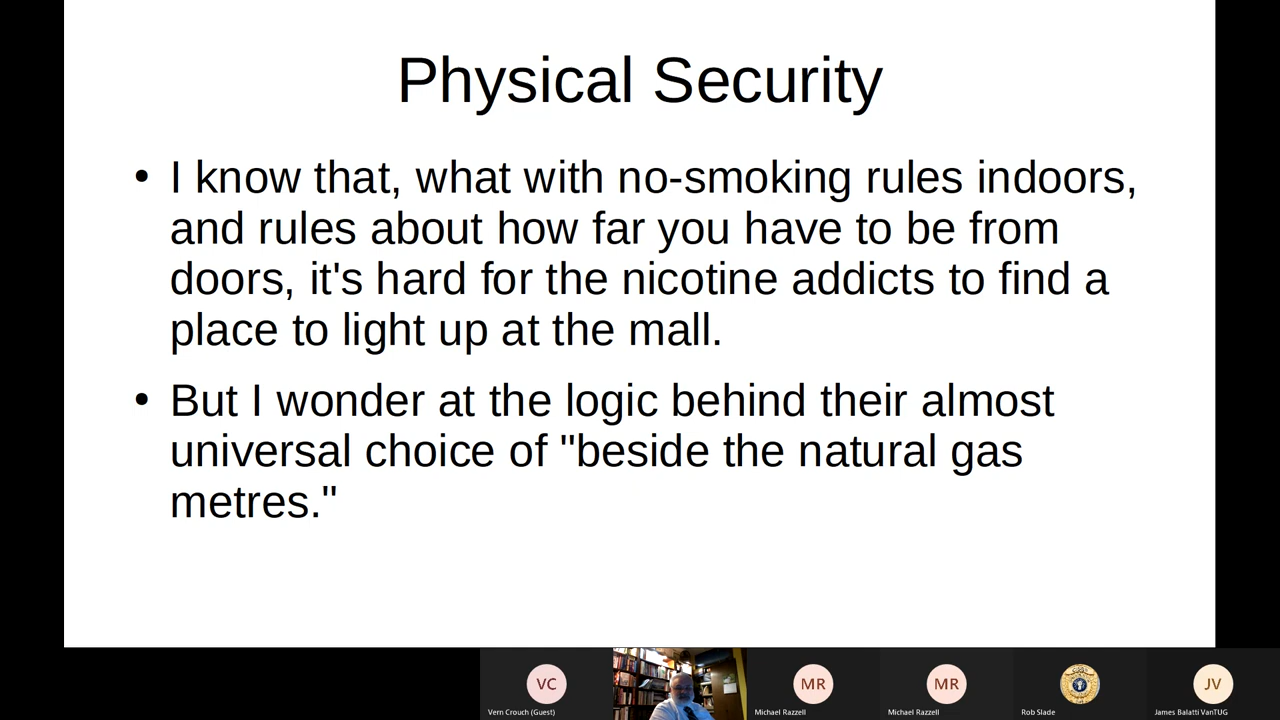 Physical Security
• I know that, what with no-smoking rules indoors,
and rules about how far you have to be from
doors, it's hard for the nicotine addicts to find a
place to light up at the mall.
• But I wonder at the logic behind their almost
universal choice of "beside the natural gas
metres."
VC
MR
MR
JV
Vern Crouch (Guest)
Michael Razzell
Michael Razzell
Rob Slade
James Balatti VanTUG